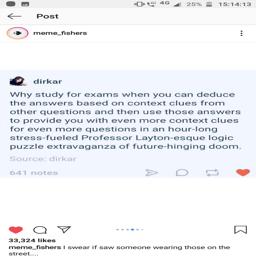 4G 25% 15:14:13
Post
meme_fishers
dirkar
Why study for exams when you can deduce
the answers based on context clues from
other questions and then use those answers
to provide you with even more context clues
for even more questions in an hour-long
stress-fueled Professor Layton-esque logic
puzzle extravaganza of future-hinging doom.
Source: dirkar
641 notes
33,324 likes
meme_fishers I swear if saw someone wearing those on the
street....